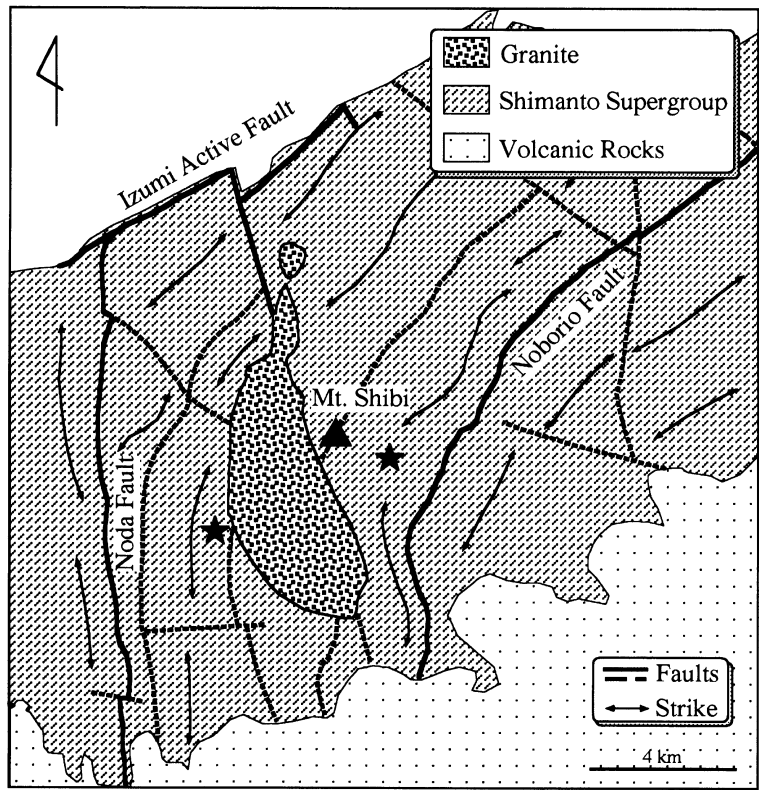 Granite
Shimanto Supergroup
Volcanic Rocks
Izumi Active Fault
Noborio Fault
Mt. Shibi
Noda Fault
Faults
Strike
4 km